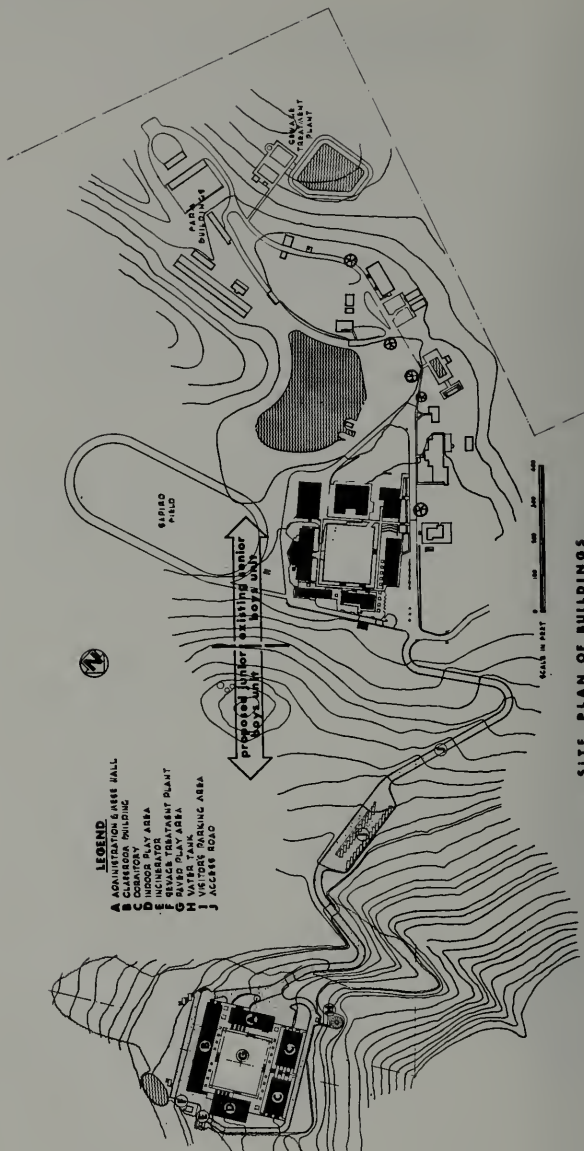 LEGEND
A ADMINISTRATION & MESS HALL
B CLASSROOM BUILDING
C DORMITORY
D INDOOR PLAY AREA
E INCINERATOR
F SEWAGE TREATMENT PLANT
G PAVED PLAY AREA
H WATER TANK
I VISITORS PARKING AREA
J ACCESS ROAD
proposed junior
boys unit
existing senior
boys unit
SAPIRO
FIELD
FARM
BUILDINGS
SEWAGE
TREATMENT
PLANT
N
B
A
G
D
C
C
SCALE IN FEET
SITE PLAN OF BUILDINGS